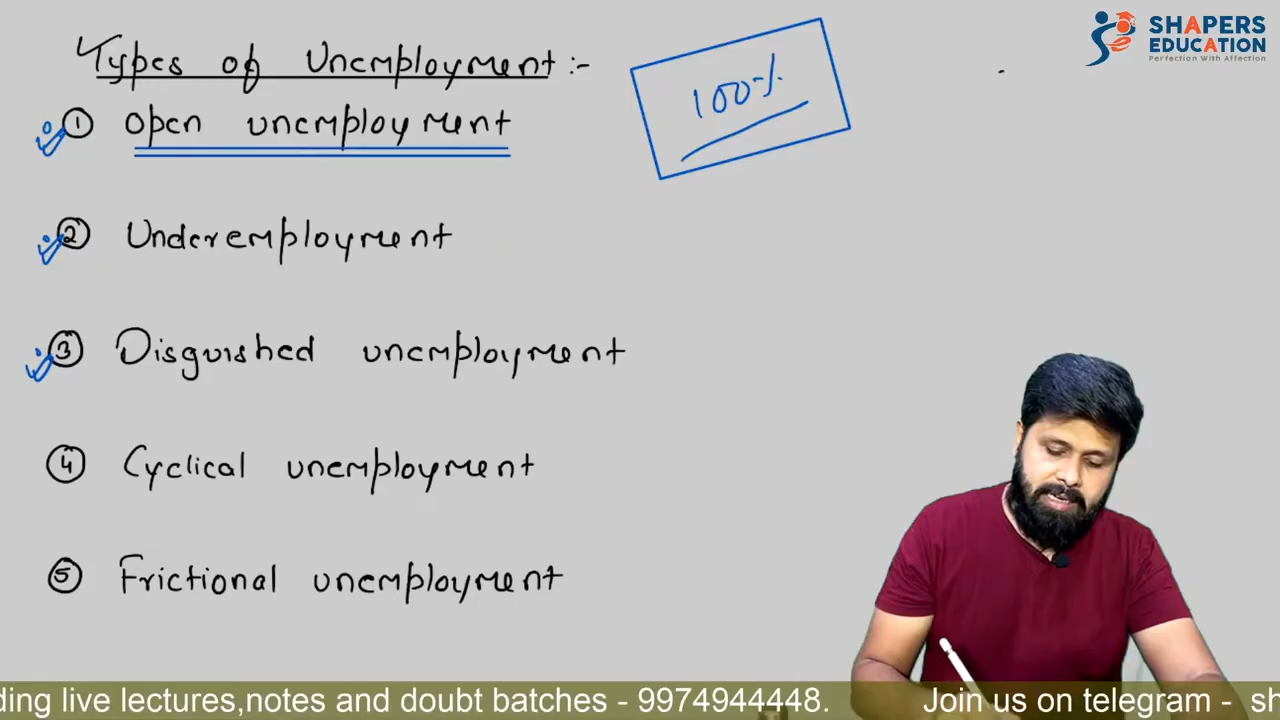 Types of Unemployment :-
100%
① Open unemployment
② Underemployment
③ Disguished unemployment
④ Cyclical unemployment
⑤ Frictional unemployment
SHAPERS
EDUCATION
Perfection With Affection
ding live lectures,notes and doubt batches - 9974944448. Join us on telegram - sh